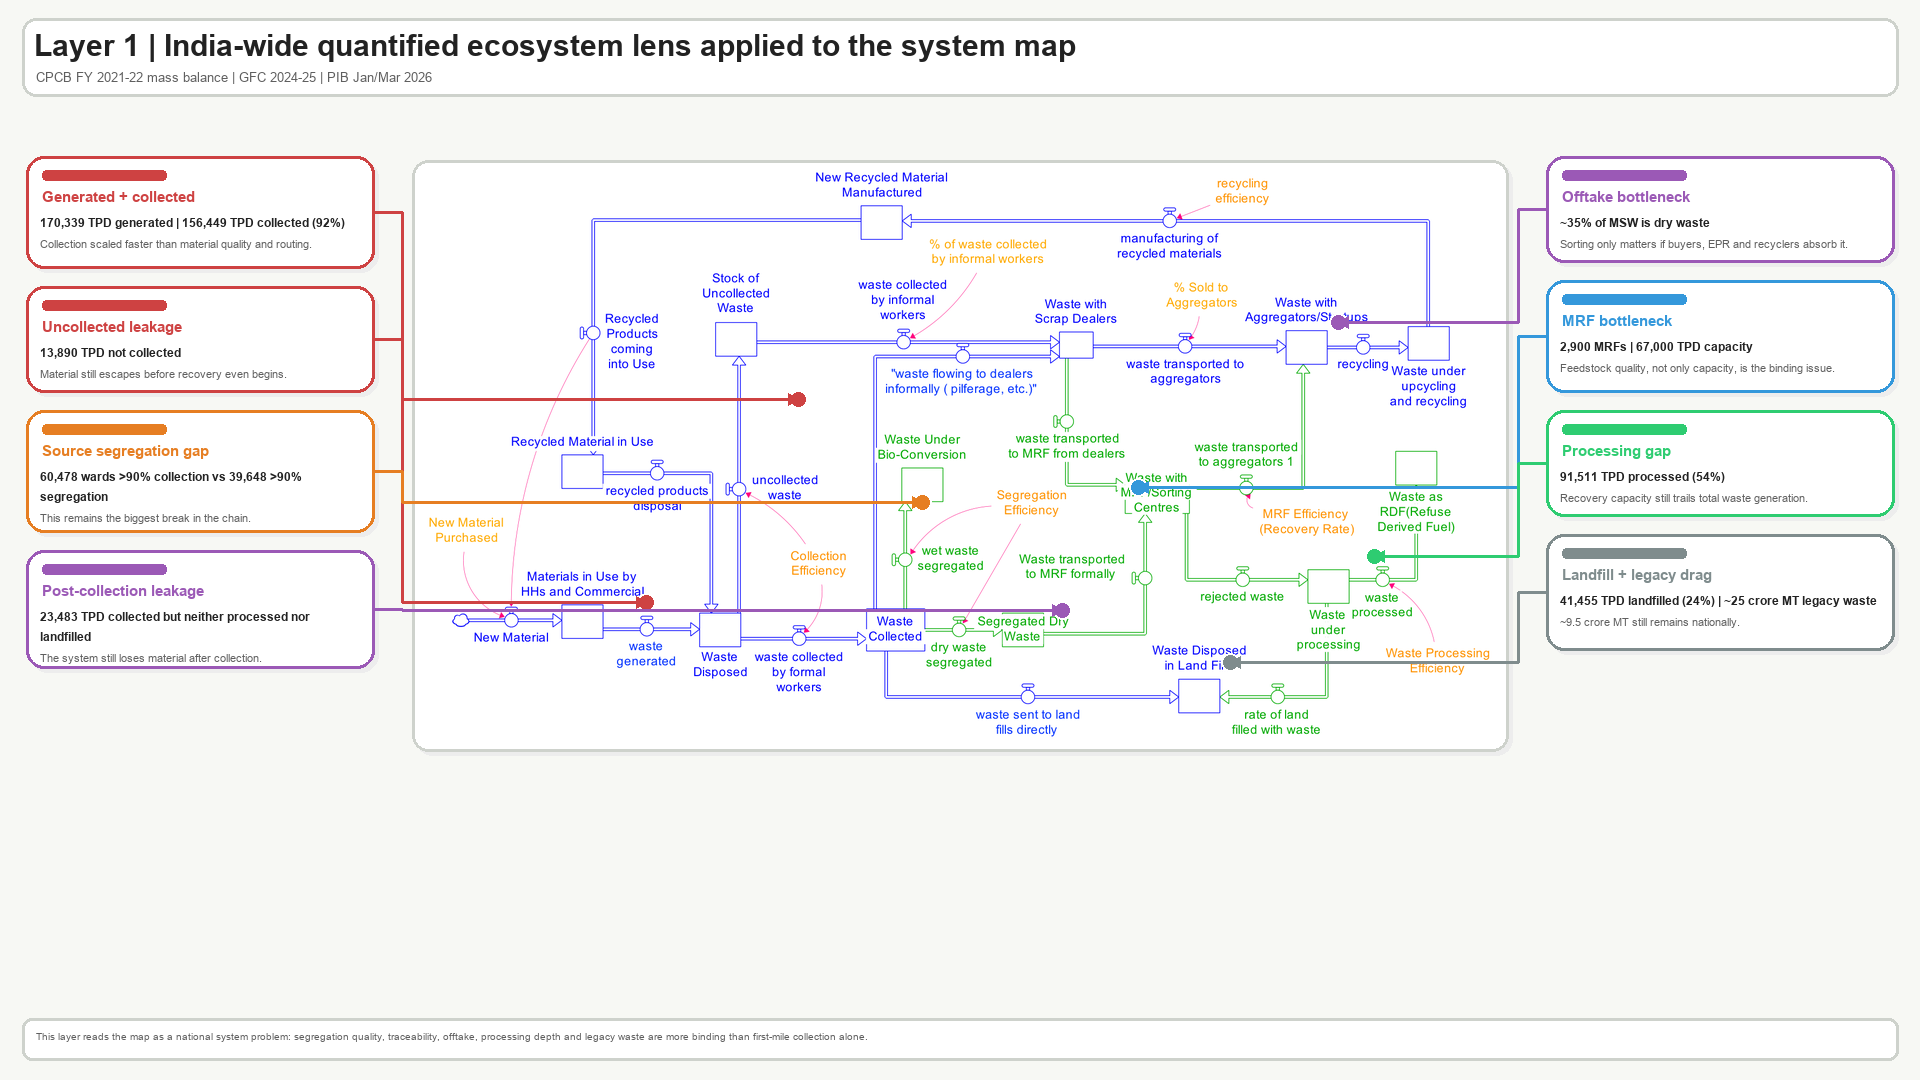 Layer 1 | India-wide quantified ecosystem lens applied to the system map
CPCB FY 2021-22 mass balance | GFC 2024-25 | PIB Jan/Mar 2026
Generated + collected
170,339 TPD generated | 156,449 TPD collected (92%)
Collection scaled faster than material quality and routing.
Uncollected leakage
13,890 TPD not collected
Material still escapes before recovery even begins.
Source segregation gap
60,478 wards >90% collection vs 39,648 >90%
segregation
This remains the biggest break in the chain.
Post-collection leakage
23,483 TPD collected but neither processed nor
landfilled
The system still loses material after collection.
New Recycled Material
Manufactured
recycling
efficiency
manufacturing of
recycled materials
% of waste collected
by informal workers
Stock of
Uncollected
Waste
waste collected
by informal
workers
% Sold to
Aggregators
Waste with
Scrap Dealers
Waste with
Recycled
Products
coming
into Use
"waste flowing to dealers
informally ( pilferage, etc.)"
waste transported to
aggregators
recycling
Waste under
upcycling
and recycling
Recycled Material in Use
Waste Under
Bio-Conversion
waste transported
to MRF from dealers
waste transported
to aggregators 1
recycled products
disposal
uncollected
waste
Segregation
Efficiency
Waste with
Centres
MRF Efficiency
(Recovery Rate)
Waste as
RDF(Refuse
Derived Fuel)
New Material
Purchased
Collection
Efficiency
wet waste
segregated
Waste transported
to MRF formally
Materials in Use by
HHs and Commercial
rejected waste
waste
processed
New Material
waste
generated
Waste
Disposed
waste collected
by formal
workers
Waste
Collected
dry waste
segregated
Segregated Dry
Waste
Waste
under
processing
Waste Disposed
in Land
Waste Processing
Efficiency
waste sent to land
fills directly
rate of land
filled with waste
Offtake bottleneck
~35% of MSW is dry waste
Sorting only matters if buyers, EPR and recyclers absorb it.
MRF bottleneck
2,900 MRFs | 67,000 TPD capacity
Feedstock quality, not only capacity, is the binding issue.
Processing gap
91,511 TPD processed (54%)
Recovery capacity still trails total waste generation.
Landfill + legacy drag
41,455 TPD landfilled (24%) | ~25 crore MT legacy waste
~9.5 crore MT still remains nationally.
This layer reads the map as a national system problem: segregation quality, traceability, offtake, processing depth and legacy waste are more binding than first-mile collection alone.